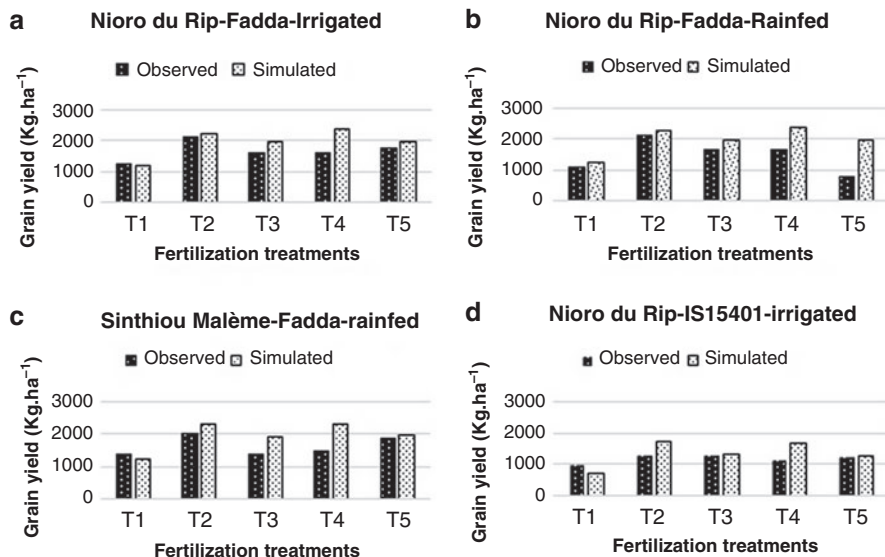 a Nioro du Rip-Fadda-Irrigated
Observed Simulated
Grain yield (Kg.ha⁻¹)
3000
2000
1000
0
T1 T2 T3 T4 T5
Fertilization treatments
b Nioro du Rip-Fadda-Rainfed
Observed Simulated
Grain yield (Kg.ha⁻¹)
3000
2000
1000
0
T1 T2 T3 T4 T5
Fertilization treatments
c Sinthiou Malème-Fadda-rainfed
Observed Simulated
Grain yield (Kg.ha⁻¹)
3000
2000
1000
0
T1 T2 T3 T4 T5
Fertilization treatments
d Nioro du Rip-IS15401-irrigated
Observed Simulated
Grain yield (Kg.ha⁻¹)
3000
2000
1000
0
T1 T2 T3 T4 T5
Fertilization treatments